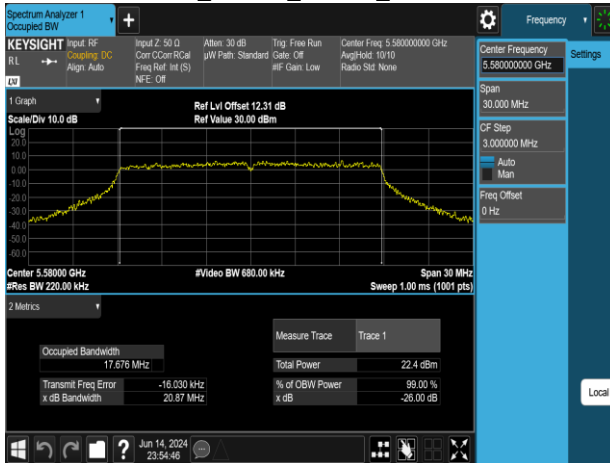 Spectrum Analyzer 1
Occupied BW
Frequency
KEYSIGHT
RL
LXI
Input: RF
Coupling: DC
Align: Auto
Input Z: 50 Ω
Corr CCorr RCal
Freq Ref: Int (S)
NFE: Off
Atten: 30 dB
µW Path: Standard
Trig: Free Run
Gate: Off
#IF Gain: Low
Center Freq: 5.580000000 GHz
Avg|Hold: 10/10
Radio Std: None
Center Frequency
5.580000000 GHz
Settings
Span
30.000 MHz
CF Step
3.000000 MHz
Auto
Man
Freq Offset
0 Hz
1 Graph
Scale/Div 10.0 dB
Ref Lvl Offset 12.31 dB
Ref Value 30.00 dBm
Log
20.0
10.0
0.00
-10.0
-20.0
-30.0
-40.0
-50.0
-60.0
Center 5.58000 GHz
#Video BW 680.00 kHz
Span 30 MHz
#Res BW 220.00 kHz
Sweep 1.00 ms (1001 pts)
2 Metrics
Measure Trace
Trace 1
Occupied Bandwidth
17.676 MHz
Total Power
22.4 dBm
Transmit Freq Error
-16.030 kHz
% of OBW Power
99.00 %
x dB Bandwidth
20.87 MHz
x dB
-26.00 dB
Local
?
Jun 14, 2024
23:54:46